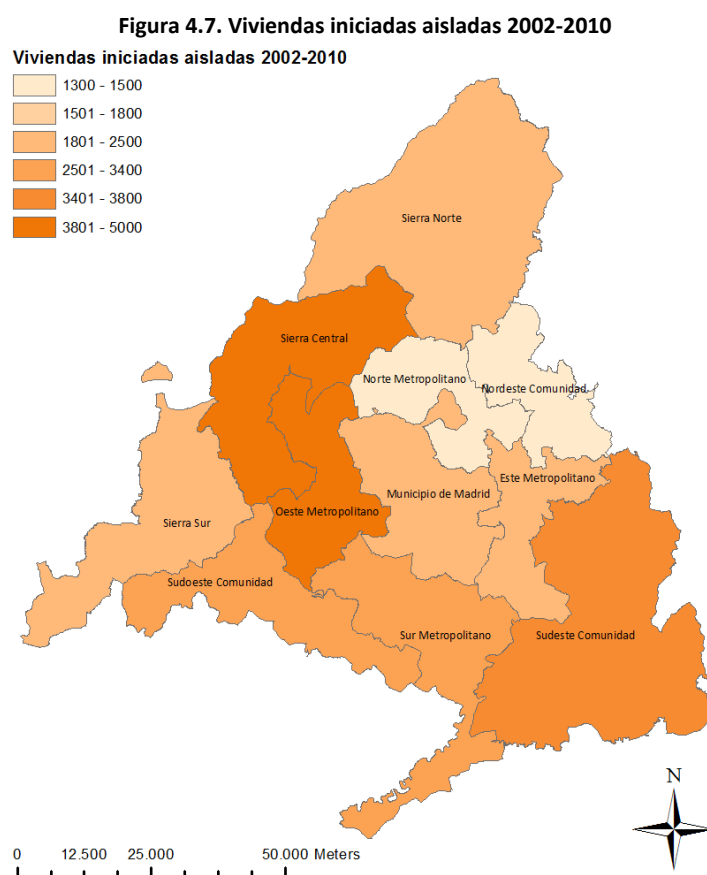 Figura 4.7. Viviendas iniciadas aisladas 2002-2010
Viviendas iniciadas aisladas 2002-2010
1300 - 1500
1501 - 1800
1801 - 2500
2501 - 3400
3401 - 3800
3801 - 5000
Sierra Norte
Sierra Central
Norte Metropolitano
Nordeste Comunidad
Este Metropolitano
Municipio de Madrid
Oeste Metropolitano
Sierra Sur
Sudoeste Comunidad
Sur Metropolitano
Sudeste Comunidad
N
0 12.500 25.000 50.000 Meters